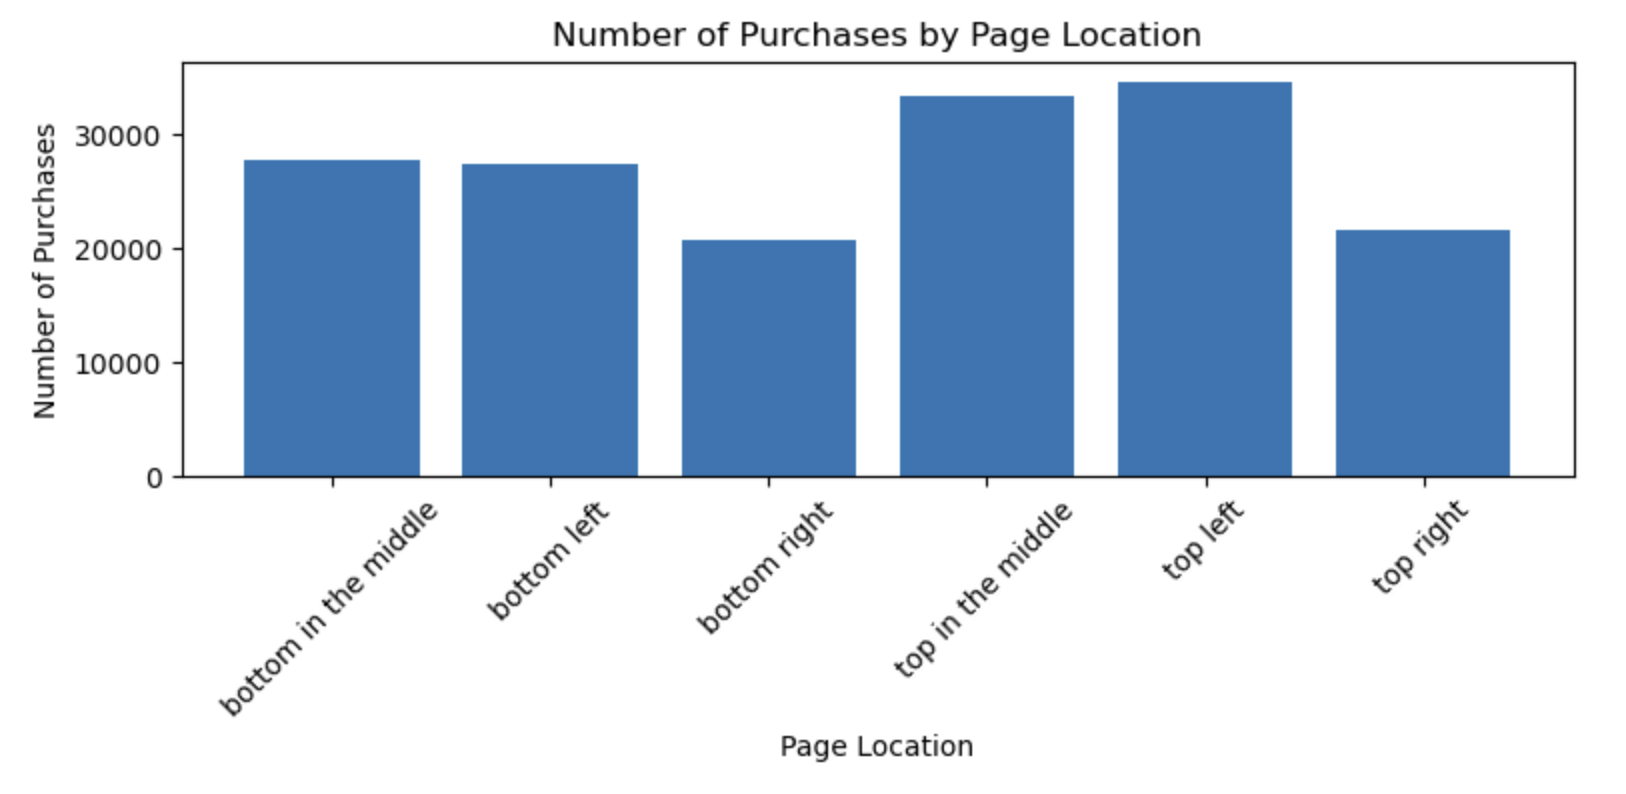 Number of Purchases by Page Location
Number of Purchases
30000
20000
10000
0
bottom in the middle
bottom left
bottom right
top in the middle
top left
top right
Page Location